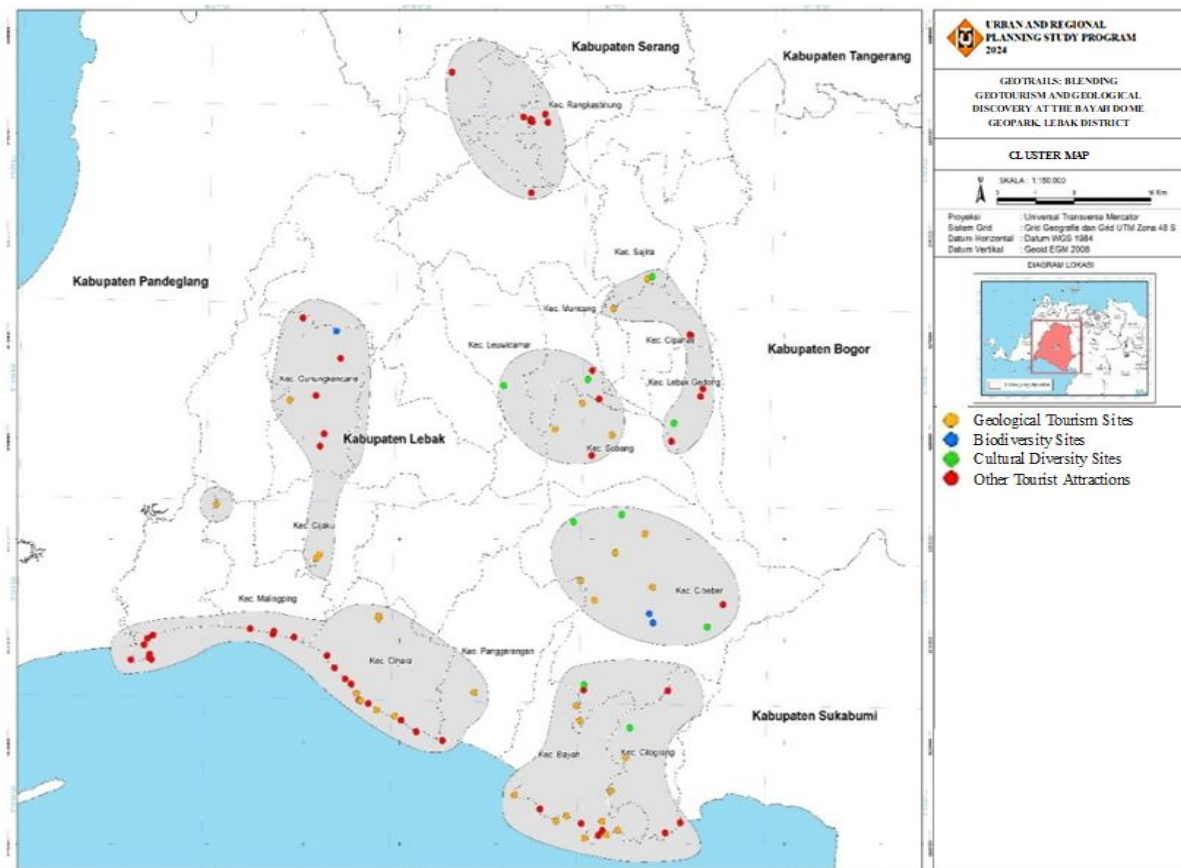 Kabupaten Serang
Kabupaten Tangerang
Kec. Rangkasbitung
Kabupaten Pandeglang
Kec. Sajira
Kec. Muncang
Kec. Cipanas
Kabupaten Bogor
Kec. Leuwidamar
Kec. Lebak Gedong
Kec. Gunungkencana
Kabupaten Lebak
Kec. Sobang
Kec. Cijaku
Kec. Cibeber
Kec. Malingping
Kec. Cihara
Kec. Panggarangan
Kabupaten Sukabumi
Kec. Bayah
Kec. Cilograng
URBAN AND REGIONAL
PLANNING STUDY PROGRAM
2024
GEOTRAILS: BLENDING
GEOTOURISM AND GEOLOGICAL
DISCOVERY AT THE BAYAH DOME
GEOPARK, LEBAK DISTRICT
CLUSTER MAP
SKALA : 1:150.000
16 Km
Proyeksi : Universal Transverse Mercator
Sistem Grid : Grid Geografis dan Grid UTM Zona 48 S
Datum Horizontal : Datum WGS 1984
Datum Vertikal : Geoid EGM 2008
DIAGRAM LOKASI
Geological Tourism Sites
Biodiversity Sites
Cultural Diversity Sites
Other Tourist Attractions